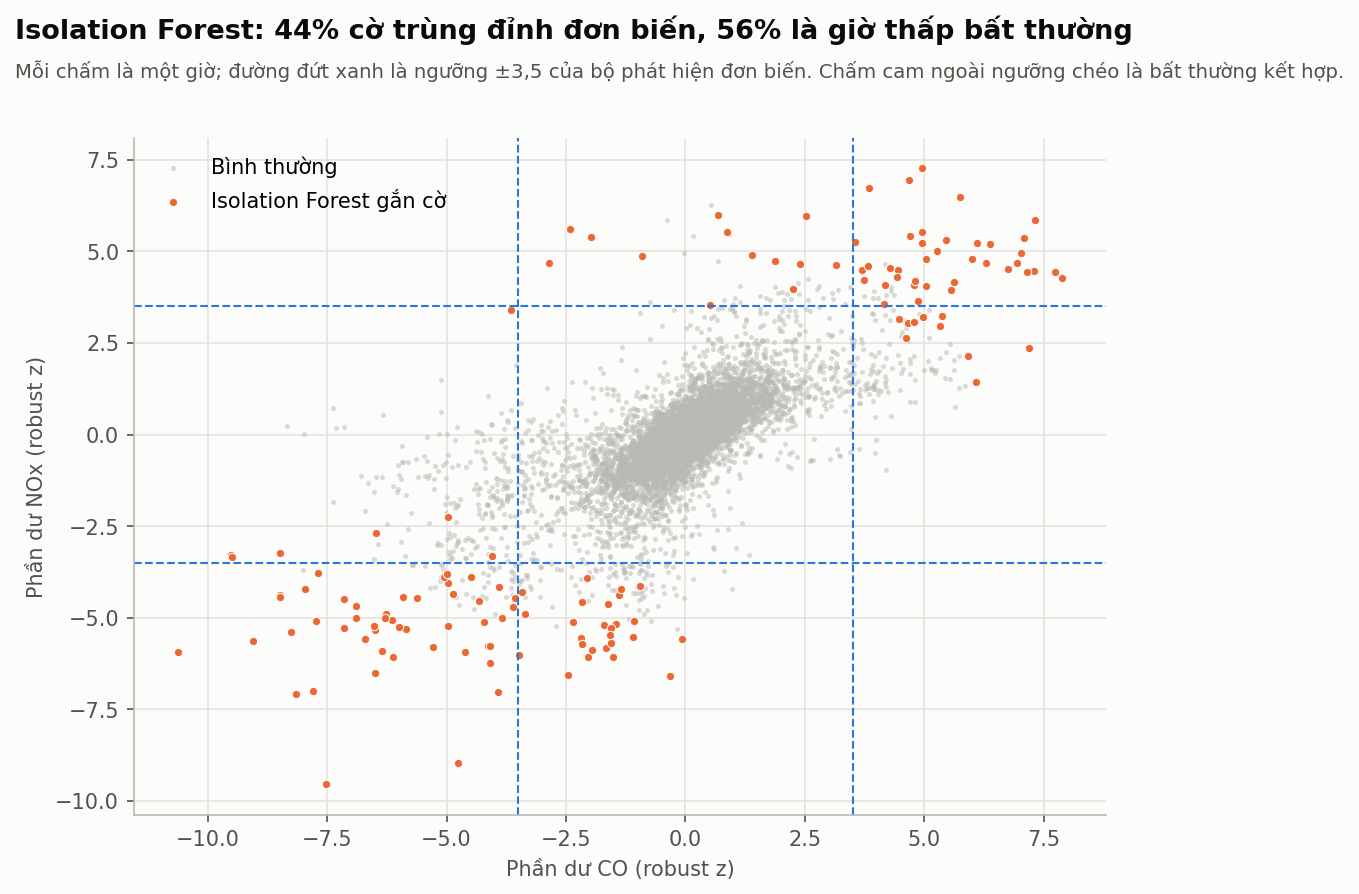 Isolation Forest: 44% cờ trùng đỉnh đơn biến, 56% là giờ thấp bất thường
Mỗi chấm là một giờ; đường đứt xanh là ngưỡng ±3,5 của bộ phát hiện đơn biến. Chấm cam ngoài ngưỡng chéo là bất thường kết hợp.
Bình thường
Isolation Forest gắn cờ
7.5
5.0
2.5
0.0
−2.5
−5.0
−7.5
−10.0
Phần dư NOx (robust z)
−10.0 −7.5 −5.0 −2.5 0.0 2.5 5.0 7.5
Phần dư CO (robust z)